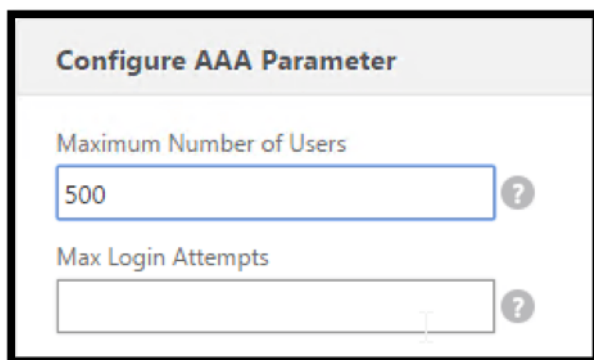 Configure AAA Parameter
Maximum Number of Users
500
?
Max Login Attempts
?